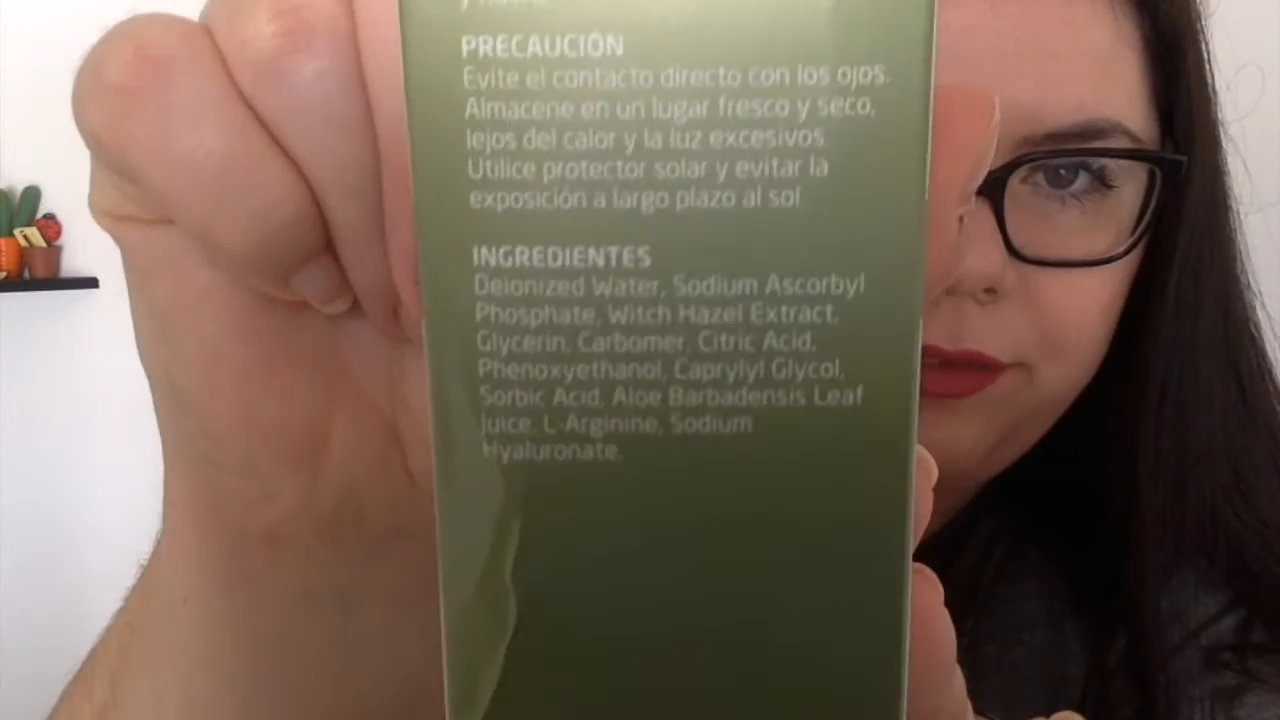 PRECAUCIÓN
Evite el contacto directo con los ojos.
Almacene en un lugar fresco y seco,
lejos del calor y la luz excesivos.
Utilice protector solar y evitar la
exposición a largo plazo al sol.
INGREDIENTES
Deionized Water, Sodium Ascorbyl
Phosphate, Witch Hazel Extract,
Glycerin, Carbomer, Citric Acid,
Phenoxyethanol, Caprylyl Glycol,
Sorbic Acid, Aloe Barbadensis Leaf
Juice, L-Arginine, Sodium
Hyaluronate.